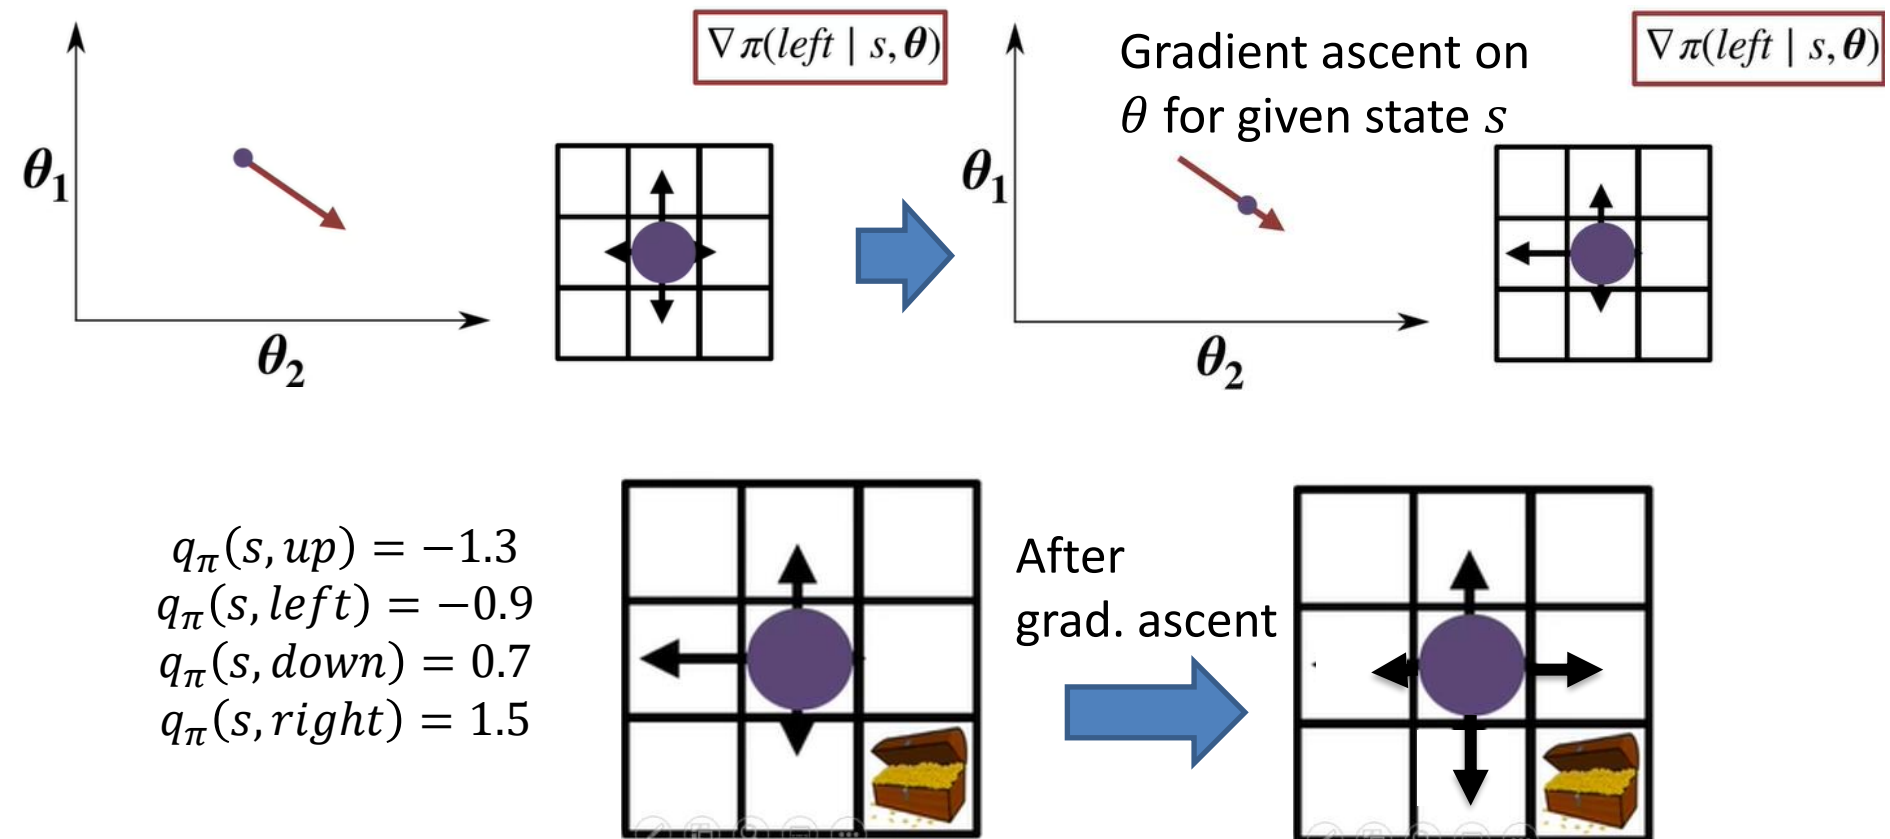 ∇π(left | s, θ)
Gradient ascent on
θ for given state s
∇π(left | s, θ)
θ₁
θ₂
θ₁
θ₂
qπ(s, up) = −1.3
qπ(s, left) = −0.9
qπ(s, down) = 0.7
qπ(s, right) = 1.5
After
grad. ascent